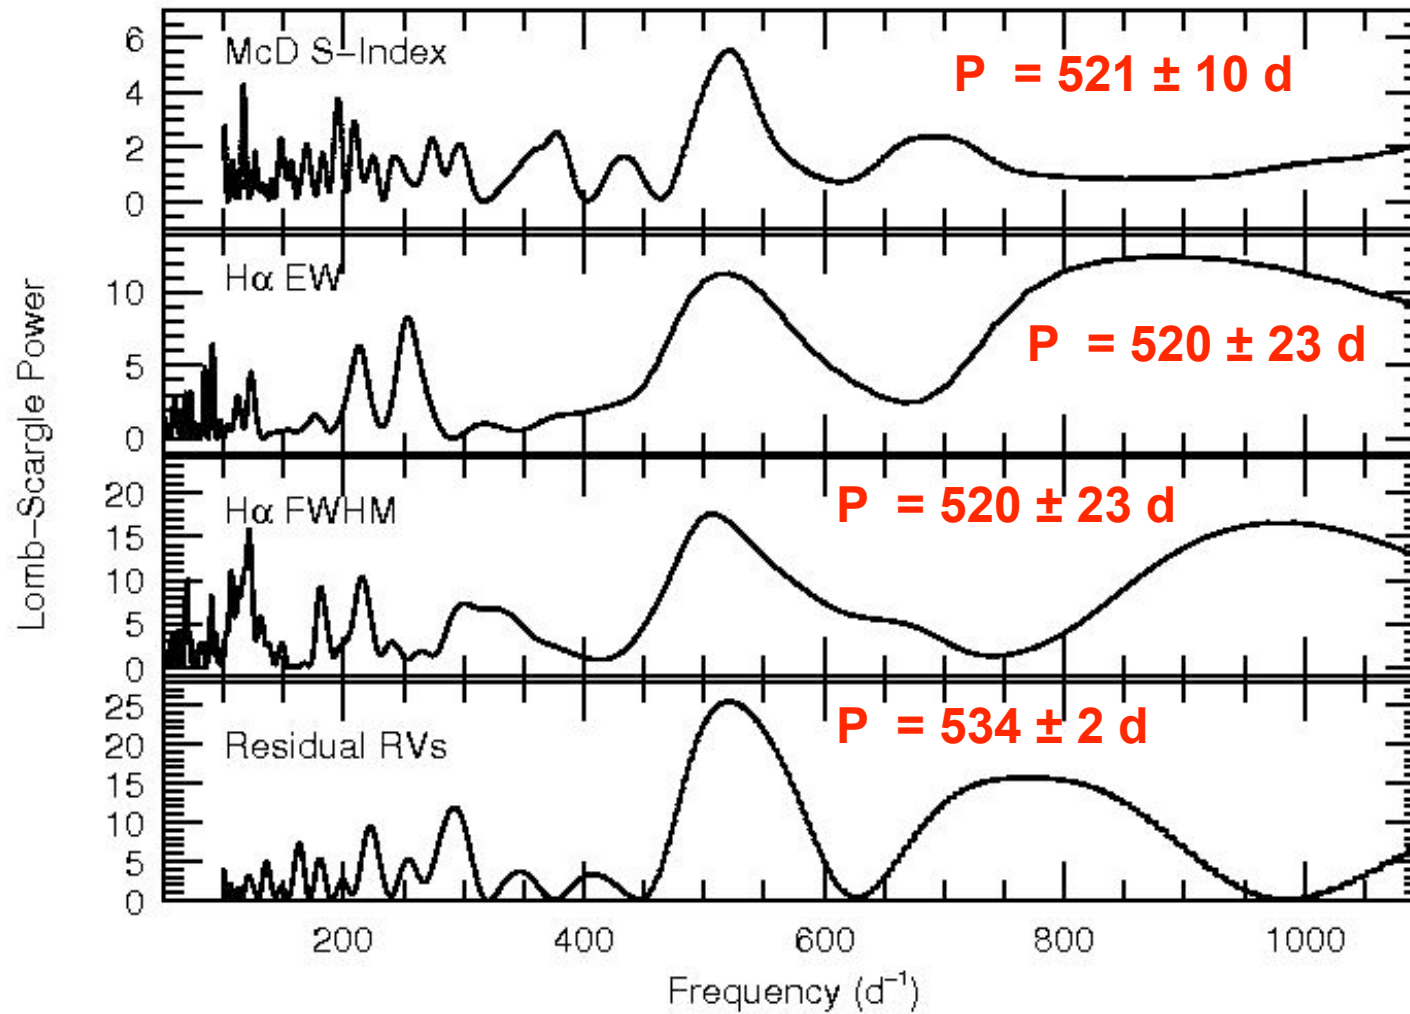 McD S-Index
P = 521 ± 10 d
6
4
2
0
Hα EW
P = 520 ± 23 d
10
5
0
Hα FWHM
P = 520 ± 23 d
20
15
10
5
0
Residual RVs
P = 534 ± 2 d
25
20
15
10
5
0
200 400 600 800 1000
Frequency (d⁻¹)
Lomb-Scargle Power